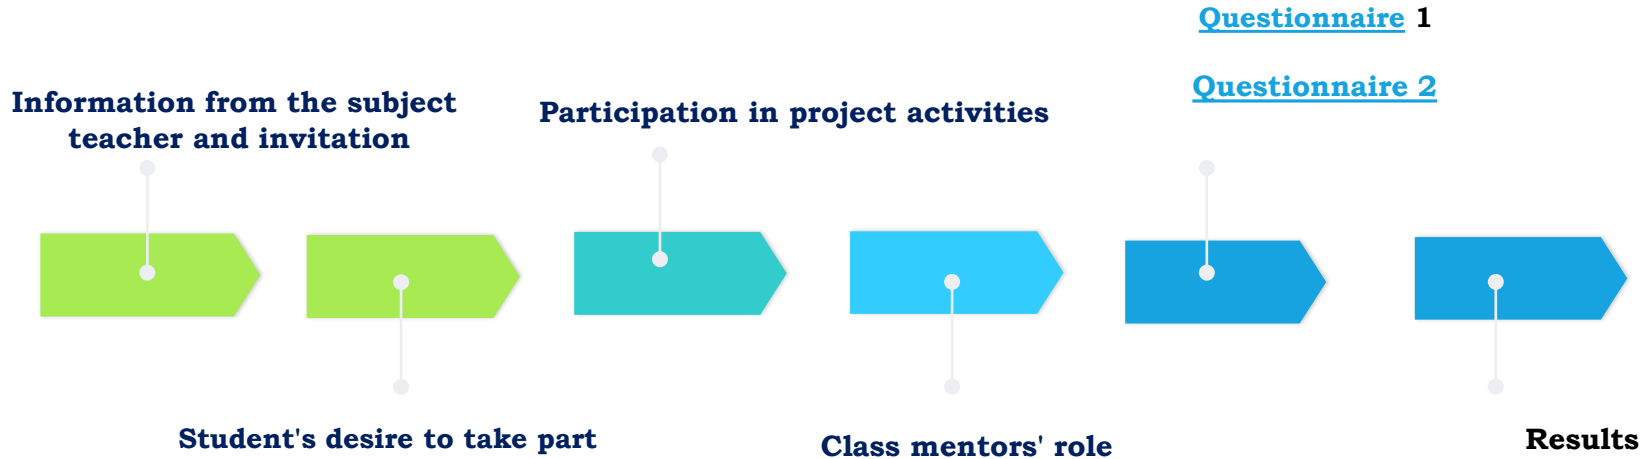 Questionnaire 1
Questionnaire 2
Information from the subject
teacher and invitation
Participation in project activities
Student's desire to take part
Class mentors' role
Results